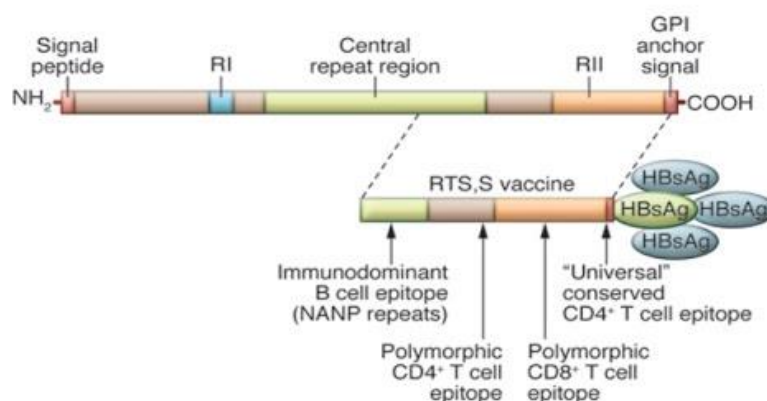 Signal
peptide
RI
Central
repeat region
RII
GPI
anchor
signal
NH2
COOH
RTS,S vaccine
HBsAg
HBsAg
HBsAg
HBsAg
Immunodominant
B cell epitope
(NANP repeats)
"Universal"
conserved
CD4+ T cell epitope
Polymorphic
CD4+ T cell
epitope
Polymorphic
CD8+ T cell
epitope